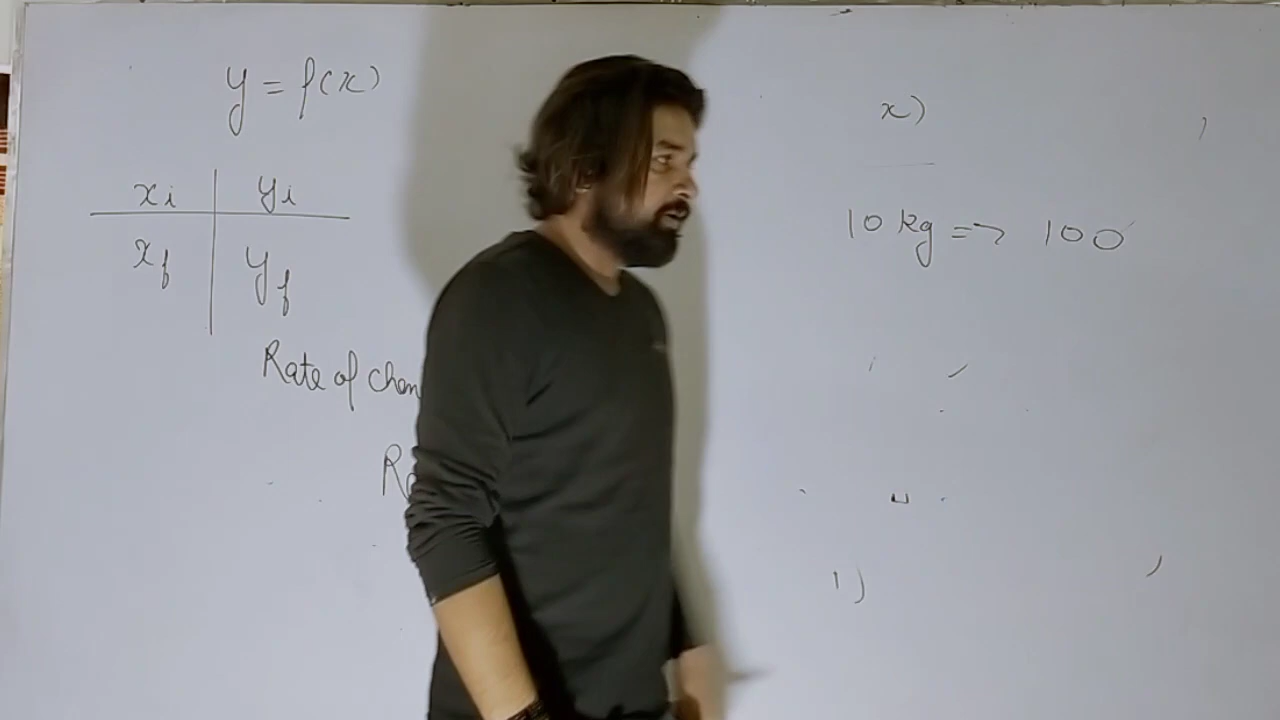 y = f(x)
xi yi
xf yf
Rate of chan
x)
10 kg => 100
1)